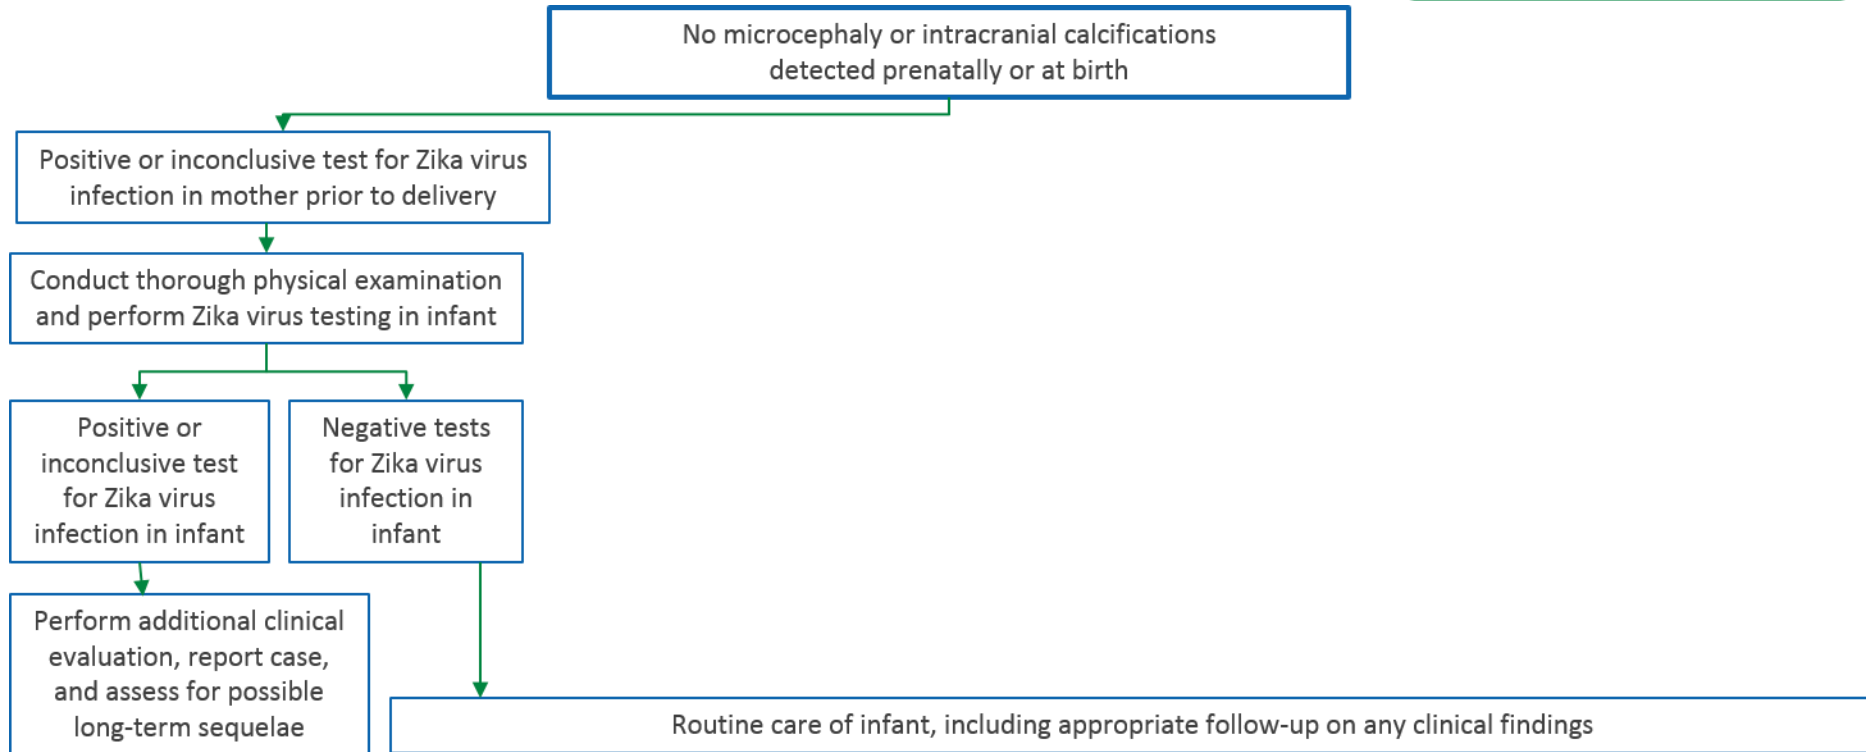 No microcephaly or intracranial calcifications
detected prenatally or at birth
Positive or inconclusive test for Zika virus
infection in mother prior to delivery
Conduct thorough physical examination
and perform Zika virus testing in infant
Positive or
inconclusive test
for Zika virus
infection in infant
Negative tests
for Zika virus
infection in
infant
Perform additional clinical
evaluation, report case,
and assess for possible
long-term sequelae
Routine care of infant, including appropriate follow-up on any clinical findings